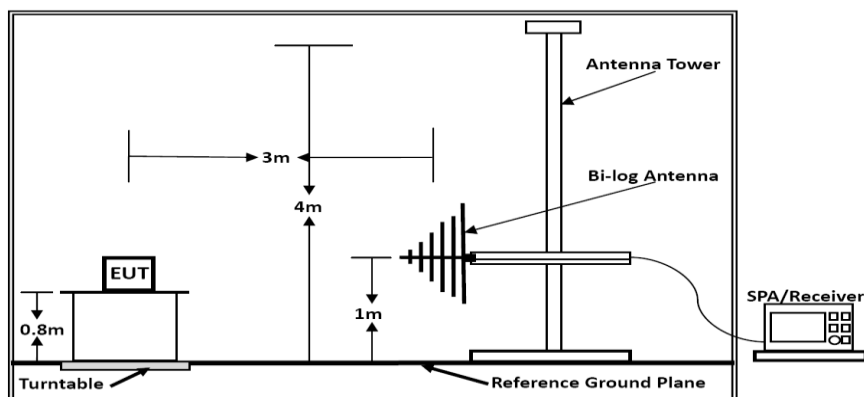 Antenna Tower
3m
Bi-log Antenna
4m
EUT
SPA/Receiver
0.8m
1m
Turntable
Reference Ground Plane